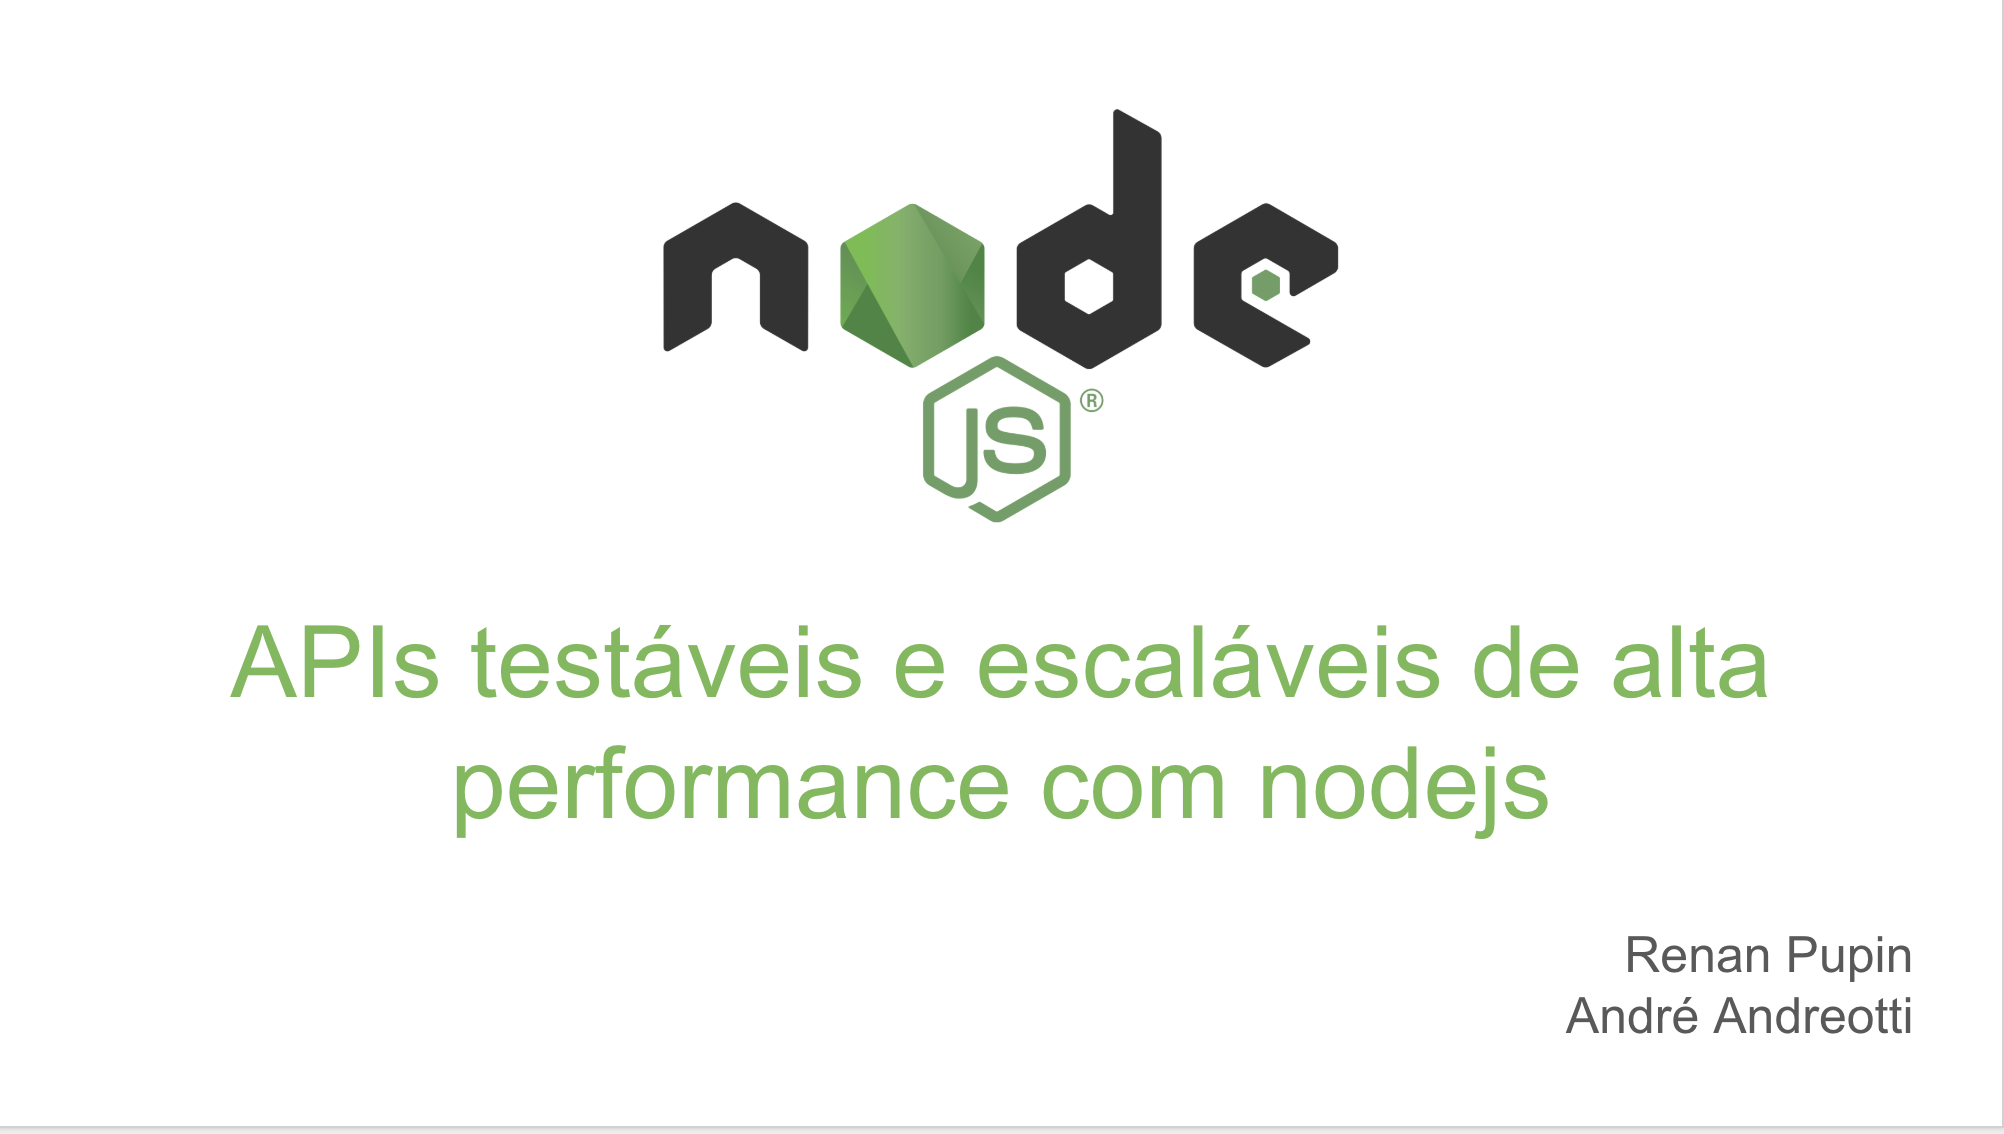 node
JS®
APIs testáveis e escaláveis de alta
performance com nodejs
Renan Pupin
André Andreotti